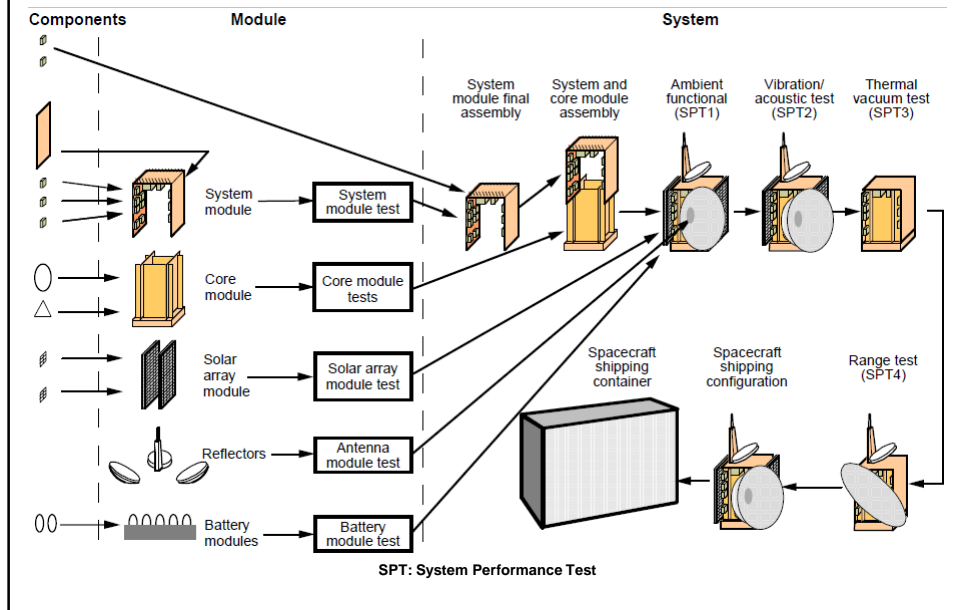 Components
Module
System
System
module final
assembly
System and
core module
assembly
Ambient
functional
(SPT1)
Vibration/
acoustic test
(SPT2)
Thermal
vacuum test
(SPT3)
System
module
System
module test
Core
module
Core module
tests
Solar
array
module
Solar array
module test
Spacecraft
shipping
container
Spacecraft
shipping
configuration
Range test
(SPT4)
Reflectors
Antenna
module test
Battery
modules
Battery
module test
SPT: System Performance Test